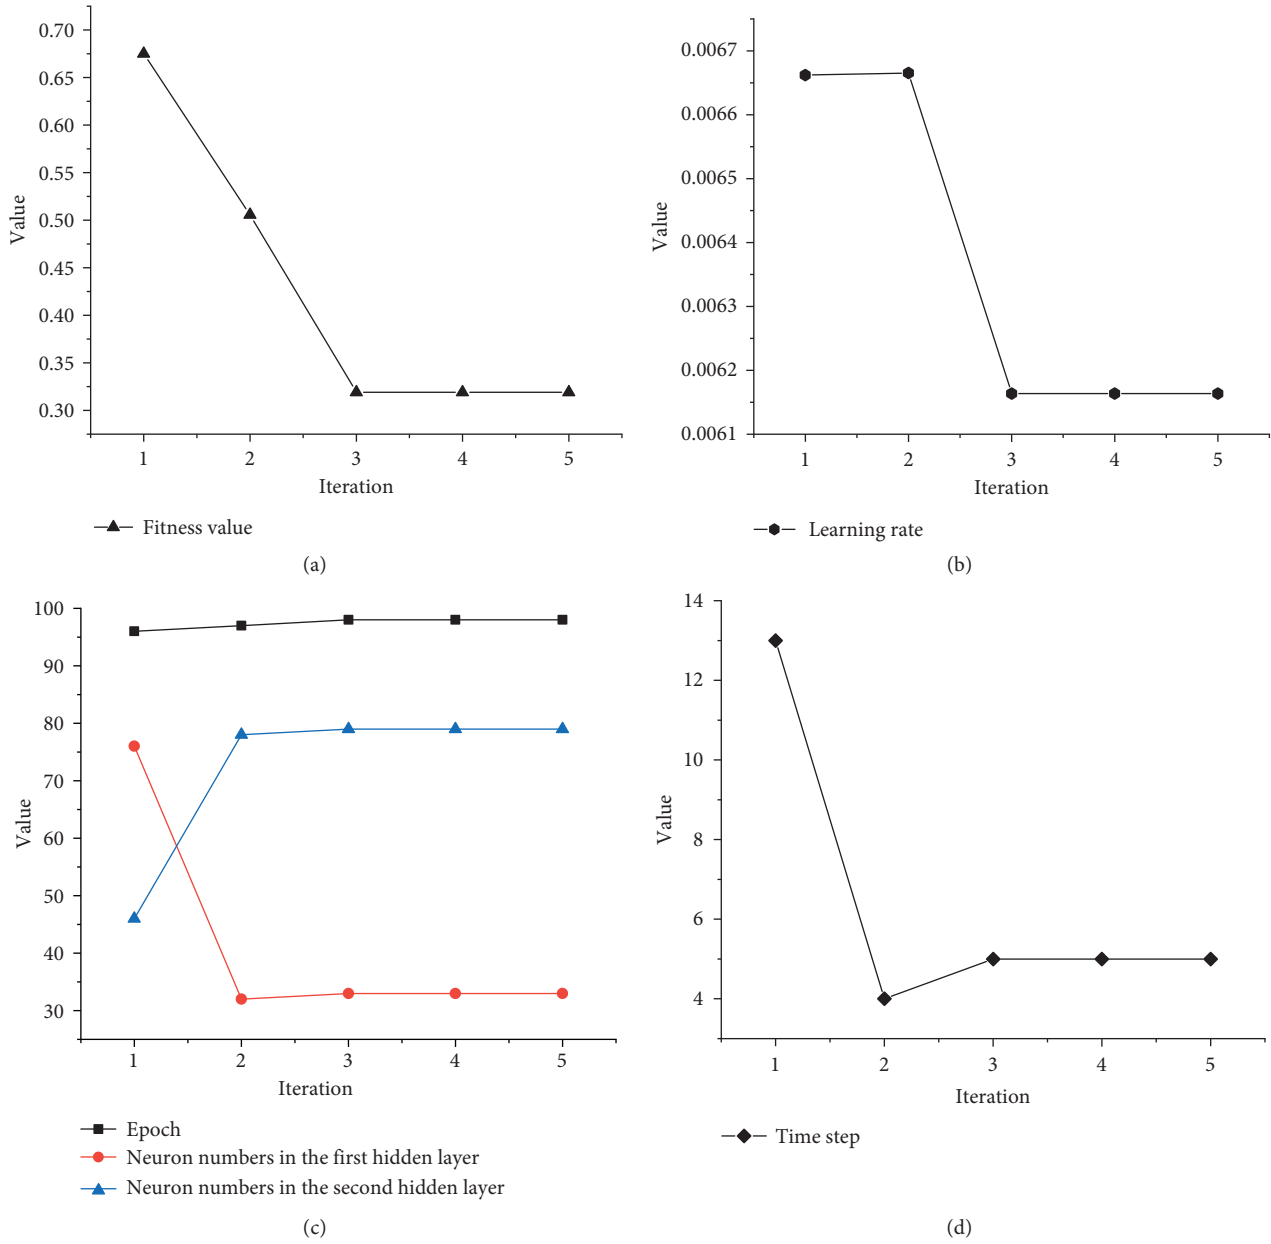 0.70
0.65
0.60
0.55
0.50
0.45
0.40
0.35
0.30
Value
1 2 3 4 5
Iteration
Fitness value
(a)
0.0067
0.0066
0.0065
0.0064
0.0063
0.0062
0.0061
Value
1 2 3 4 5
Iteration
Learning rate
(b)
100
90
80
70
60
50
40
30
Value
1 2 3 4 5
Iteration
Epoch
Neuron numbers in the first hidden layer
Neuron numbers in the second hidden layer
(c)
14
12
10
8
6
4
Value
1 2 3 4 5
Iteration
Time step
(d)